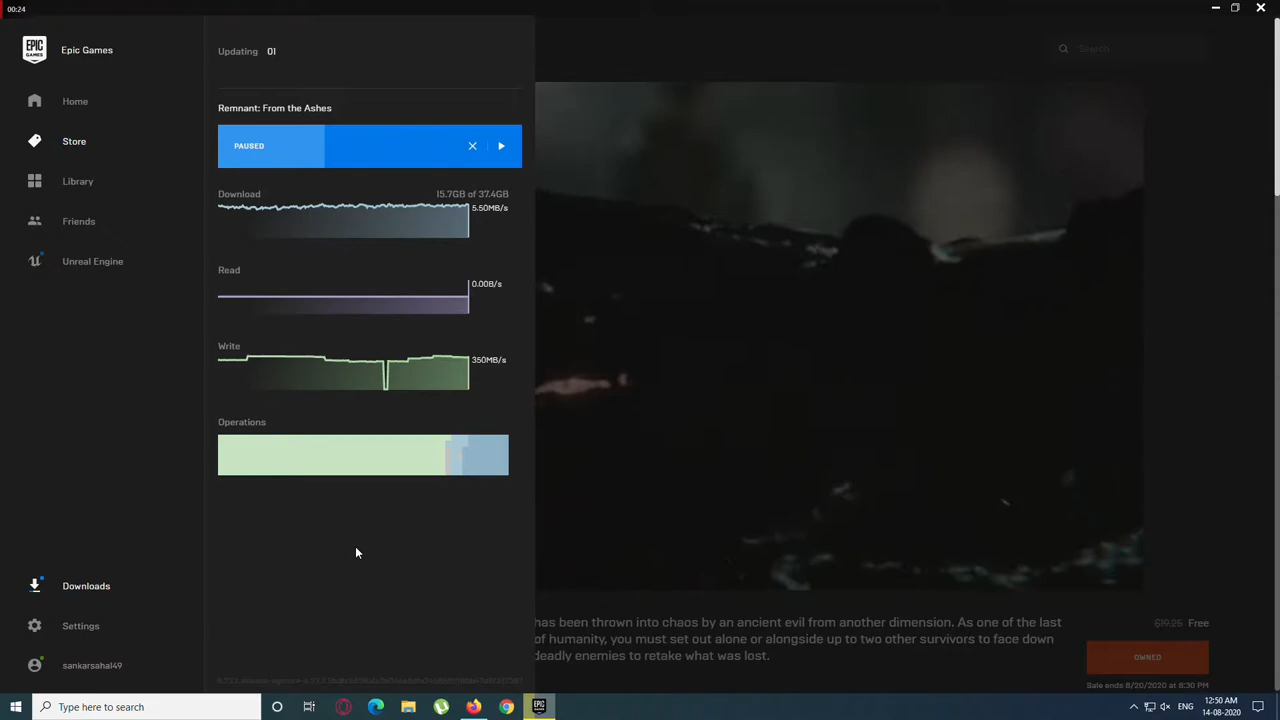 00:24
EPIC GAMES
Epic Games
Home
Store
Library
Friends
Unreal Engine
Downloads
Settings
sankarsahal49
Updating 01
Remnant: From the Ashes
PAUSED
Download 15.7GB of 37.4GB
5.50MB/s
Read
0.00B/s
Write
350MB/s
Operations
Search
has been thrown into chaos by an ancient evil from another dimension. As one of the last
of humanity, you must set out alone or alongside up to two other survivors to face down
deadly enemies to retake what was lost.
$19.25 Free
OWNED
Sale ends 8/20/2020 at 8:30 PM
Type here to search
ENG
12:50 AM
14-08-2020